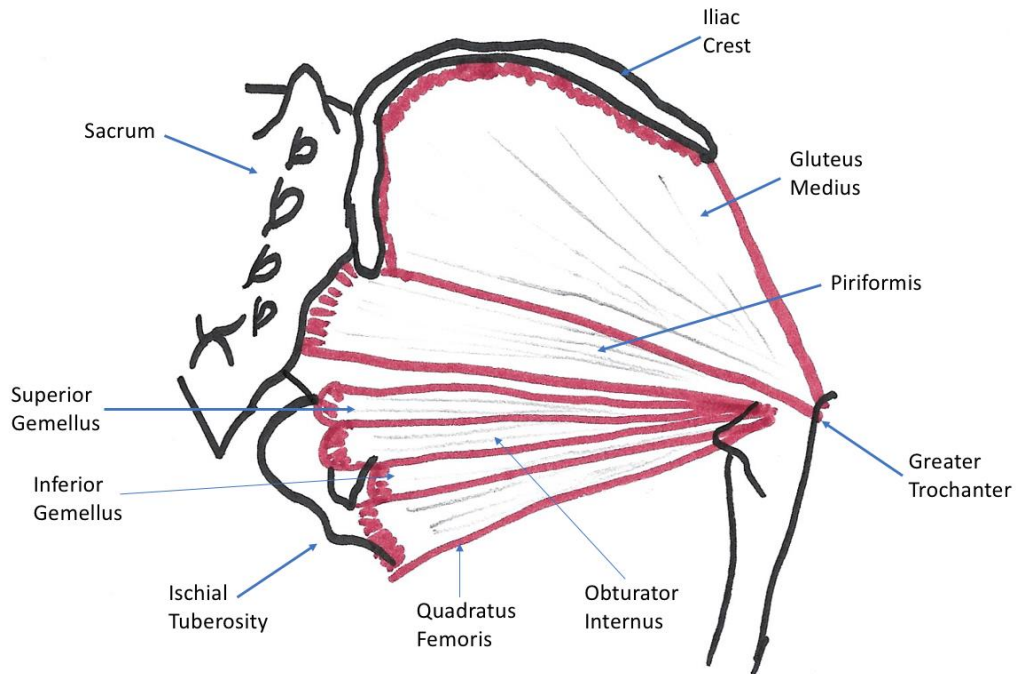 Iliac
Crest
Sacrum
Gluteus
Medius
Piriformis
Superior
Gemellus
Greater
Trochanter
Inferior
Gemellus
Ischial
Tuberosity
Quadratus
Femoris
Obturator
Internus